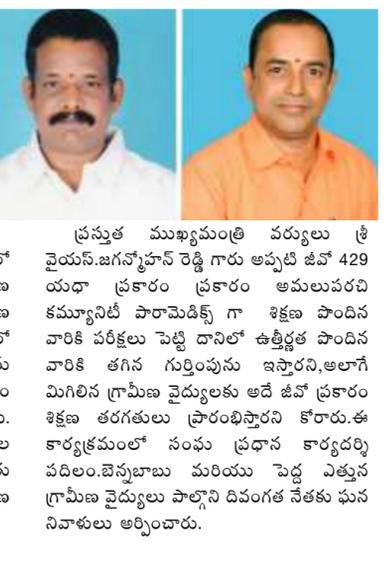 ప్రస్తుత ముఖ్యమంత్రి వర్యులు శ్రీ
వైయస్.జగన్మోహన్ రెడ్డి గారు అప్పటి జీవో 429
యధా ప్రకారం ప్రకారం అమలుపరచి
కమ్యూనిటీ పారామెడిక్స్ గా శిక్షణ పొందిన
వారికి పరీక్షలు పెట్టి దానిలో ఉత్తీర్ణత పొందిన
వారికి తగిన గుర్తింపును ఇస్తారని,అలాగే
మిగిలిన గ్రామీణ వైద్యులకు అదే జీవో ప్రకారం
శిక్షణ తరగతులు ప్రారంభిస్తారని కోరారు.ఈ
కార్యక్రమంలో సంఘ ప్రధాన కార్యదర్శి
పదిలం.బెన్నబాబు మరియు పెద్ద ఎత్తున
గ్రామీణ వైద్యులు పాల్గొని దివంగత నేతకు ఘన
నివాళులు అర్పించారు.